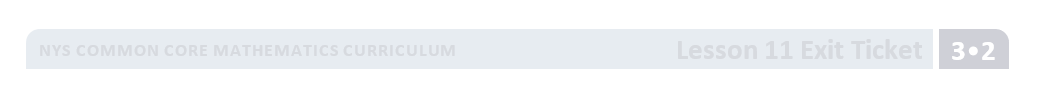 NYS COMMON CORE MATHEMATICS CURRICULUM Lesson 11 Exit Ticket 3•2